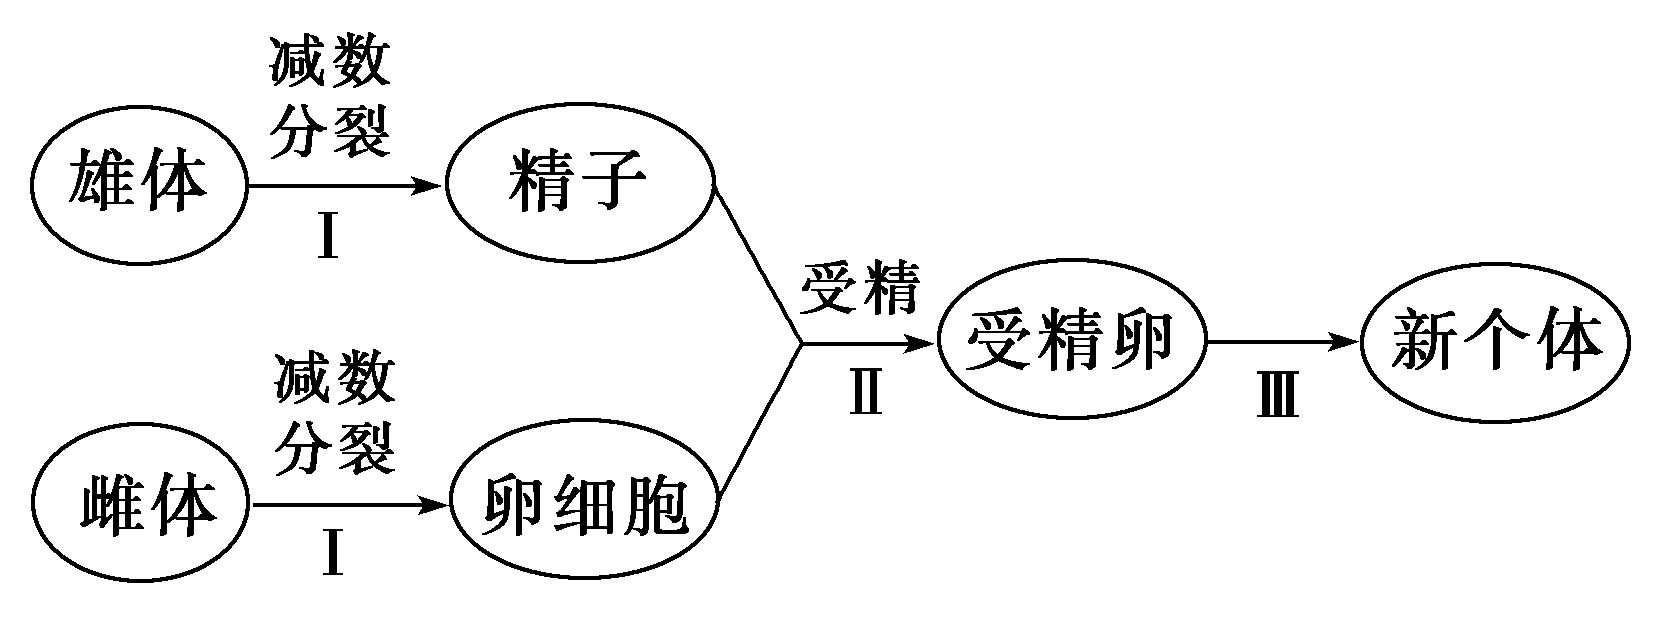 减数
分裂
雄体
Ⅰ
精子
受精
Ⅱ
受精卵
Ⅲ
新个体
减数
分裂
雌体
Ⅰ
卵细胞